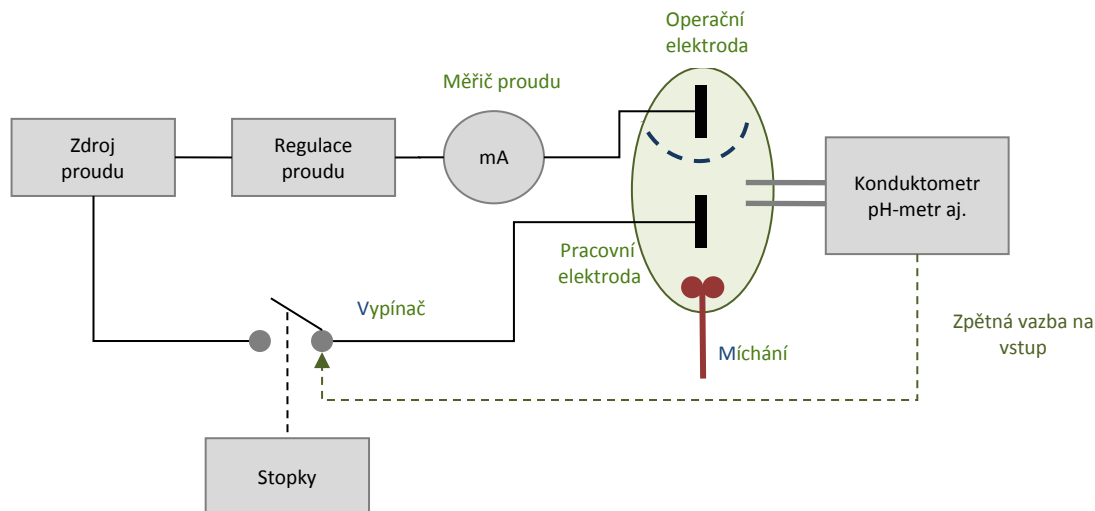 Operační
elektroda
Měřič proudu
Zdroj
proudu
Regulace
proudu
mA
Konduktometr
pH-metr aj.
Pracovní
elektroda
Vypínač
Zpětná vazba na
vstup
Míchání
Stopky